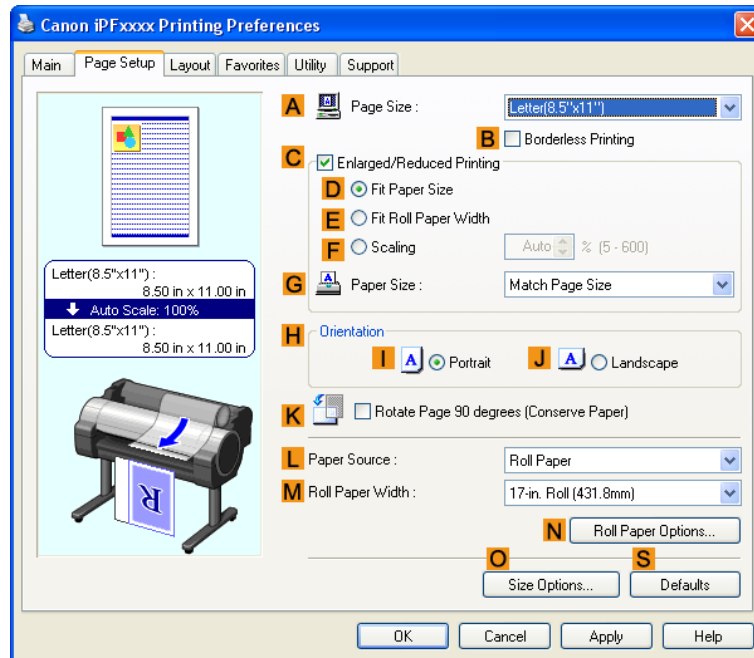 Canon iPFxxxx Printing Preferences
X
Main Page Setup Layout Favorites Utility Support
A Page Size : Letter(8.5"x11")
B Borderless Printing
C Enlarged/Reduced Printing
D Fit Paper Size
E Fit Roll Paper Width
F Scaling Auto % (5 - 600)
G A Paper Size : Match Page Size
Letter(8.5"x11") :
8.50 in x 11.00 in
Auto Scale: 100%
Letter(8.5"x11") :
8.50 in x 11.00 in
H Orientation
I A Portrait J A Landscape
K Rotate Page 90 degrees (Conserve Paper)
L Paper Source : Roll Paper
M Roll Paper Width : 17-in. Roll (431.8mm)
R
N Roll Paper Options...
O S
Size Options... Defaults
OK Cancel Apply Help